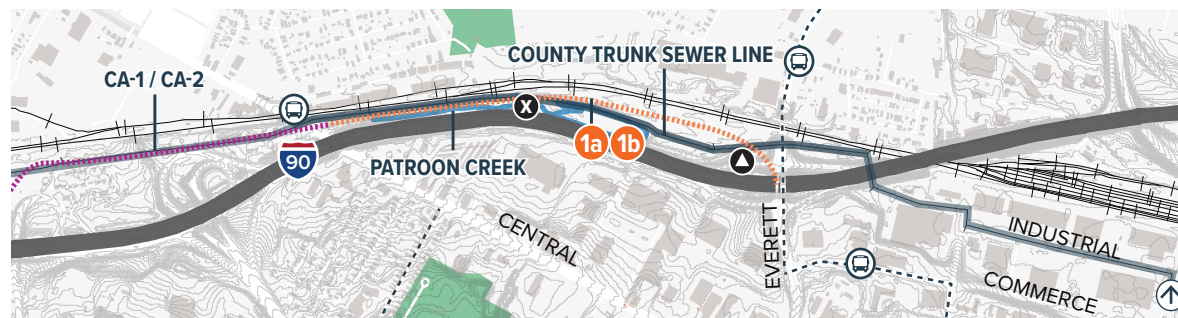 COUNTY TRUNK SEWER LINE
CA-1 / CA-2
X
1a 1b
90
PATROON CREEK
CENTRAL
EVERETT
INDUSTRIAL
COMMERCE